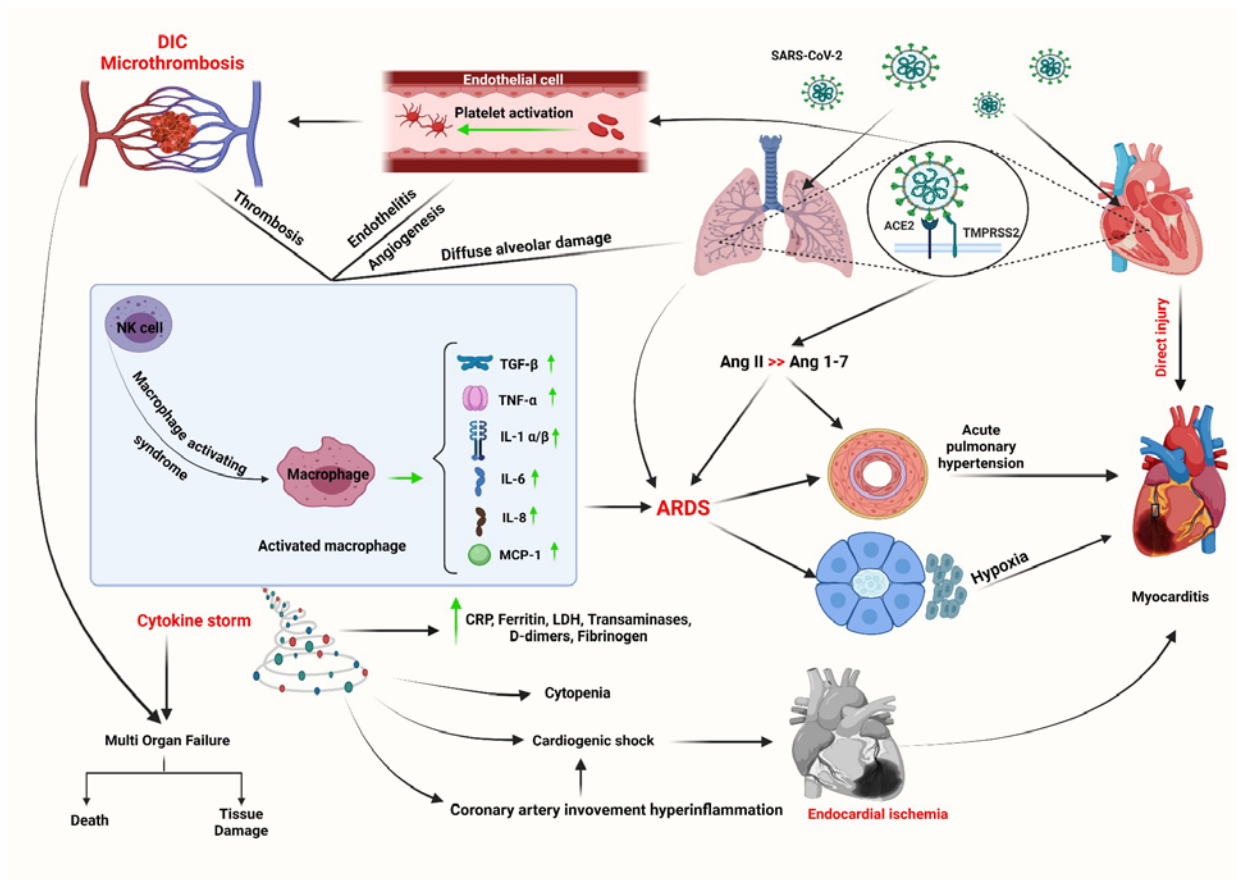 DIC
Microthrombosis
Endothelial cell
Platelet activation
SARS-CoV-2
ACE2
TMPRSS2
Thrombosis
Endothelitis
Angiogenesis
Diffuse alveolar damage
NK cell
Macrophage activating
syndrome
Macrophage
Activated macrophage
TGF-β
TNF-α
IL-1 α/β
IL-6
IL-8
MCP-1
Ang II >> Ang 1-7
Direct injury
ARDS
Acute
pulmonary
hypertension
Hypoxia
Myocarditis
Cytokine storm
CRP, Ferritin, LDH, Transaminases,
D-dimers, Fibrinogen
Cytopenia
Multi Organ Failure
Cardiogenic shock
Death
Tissue
Damage
Coronary artery invovement hyperinflammation
Endocardial ischemia